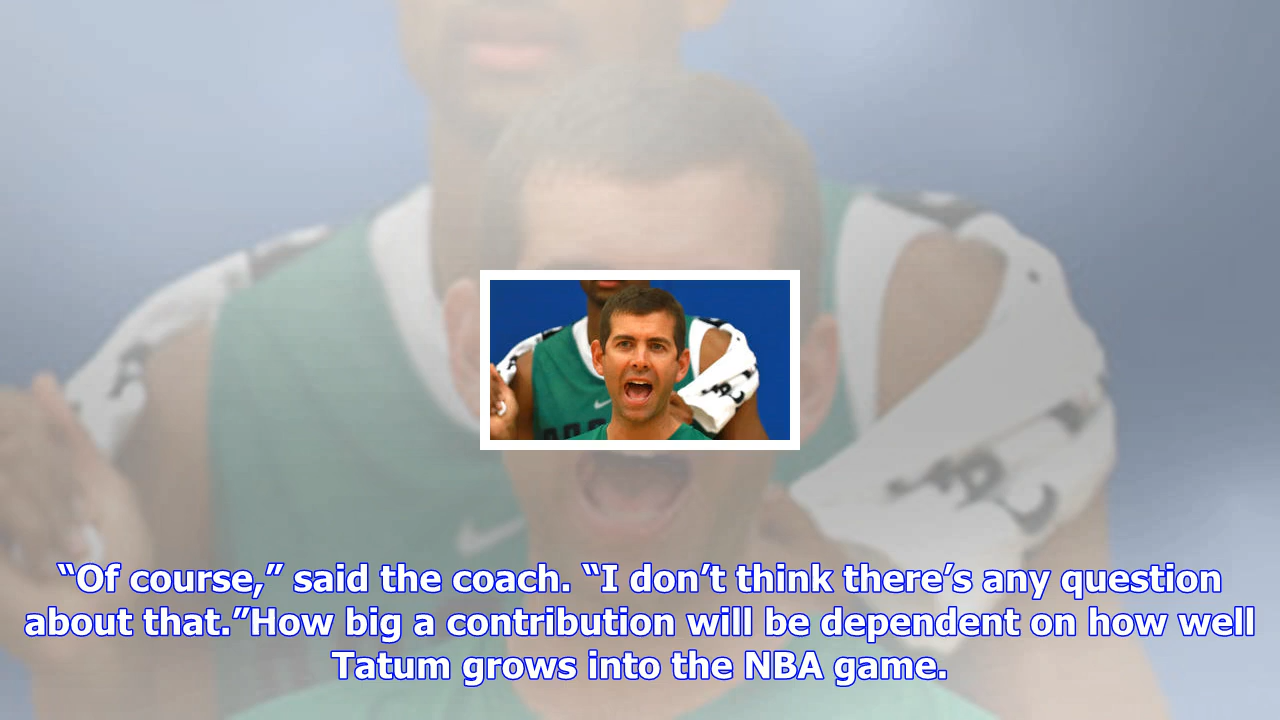 “Of course,” said the coach. “I don’t think there’s any question
about that.”How big a contribution will be dependent on how well
Tatum grows into the NBA game.